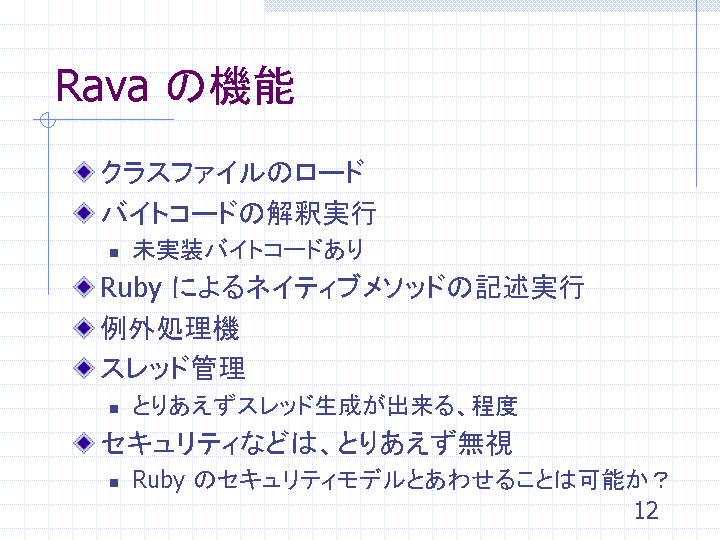 Rava の機能
クラスファイルのロード
バイトコードの解釈実行
未実装バイトコードあり
Ruby によるネイティブメソッドの記述実行
例外処理機
スレッド管理
とりあえずスレッド生成が出来る、程度
セキュリティなどは、とりあえず無視
Ruby のセキュリティモデルとあわせることは可能か？
12